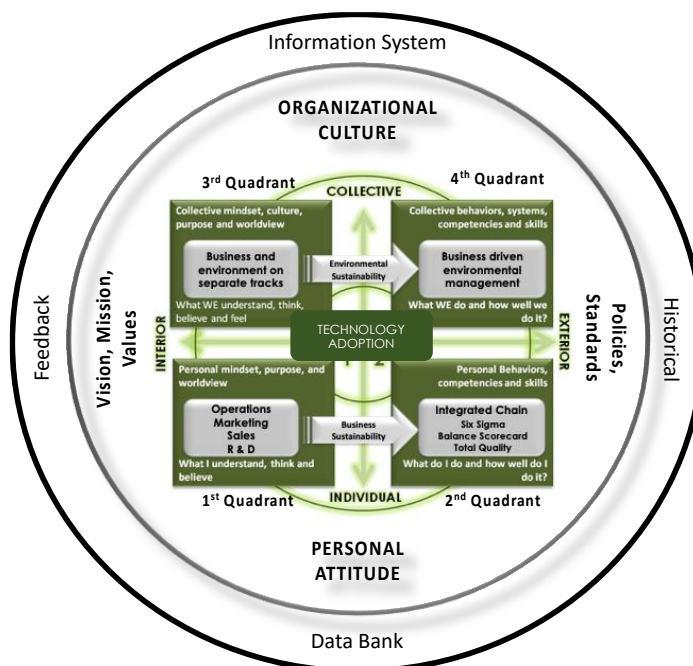 Information System
ORGANIZATIONAL
CULTURE
3rd Quadrant
4th Quadrant
COLLECTIVE
Collective mindset, culture,
purpose and worldview
Business and
environment on
separate tracks
What WE understand, think,
believe and feel
Environmental
Sustainability
Collective behaviors, systems,
competencies and skills
Business driven
environmental
management
What WE do and how well we
do it?
Feedback
Vision, Mission,
Values
INTERIOR
TECHNOLOGY
ADOPTION
EXTERIOR
Policies,
Standards
Historical
1 2
Personal mindset, purpose, and
worldview
Operations
Marketing
Sales
R & D
What I understand, think and
believe
Business
Sustainability
Personal Behaviors,
competencies and skills
Integrated Chain
Six Sigma
Balance Scorecard
Total Quality
What do I do and how well do I
do it?
1st Quadrant
INDIVIDUAL
2nd Quadrant
PERSONAL
ATTITUDE
Data Bank